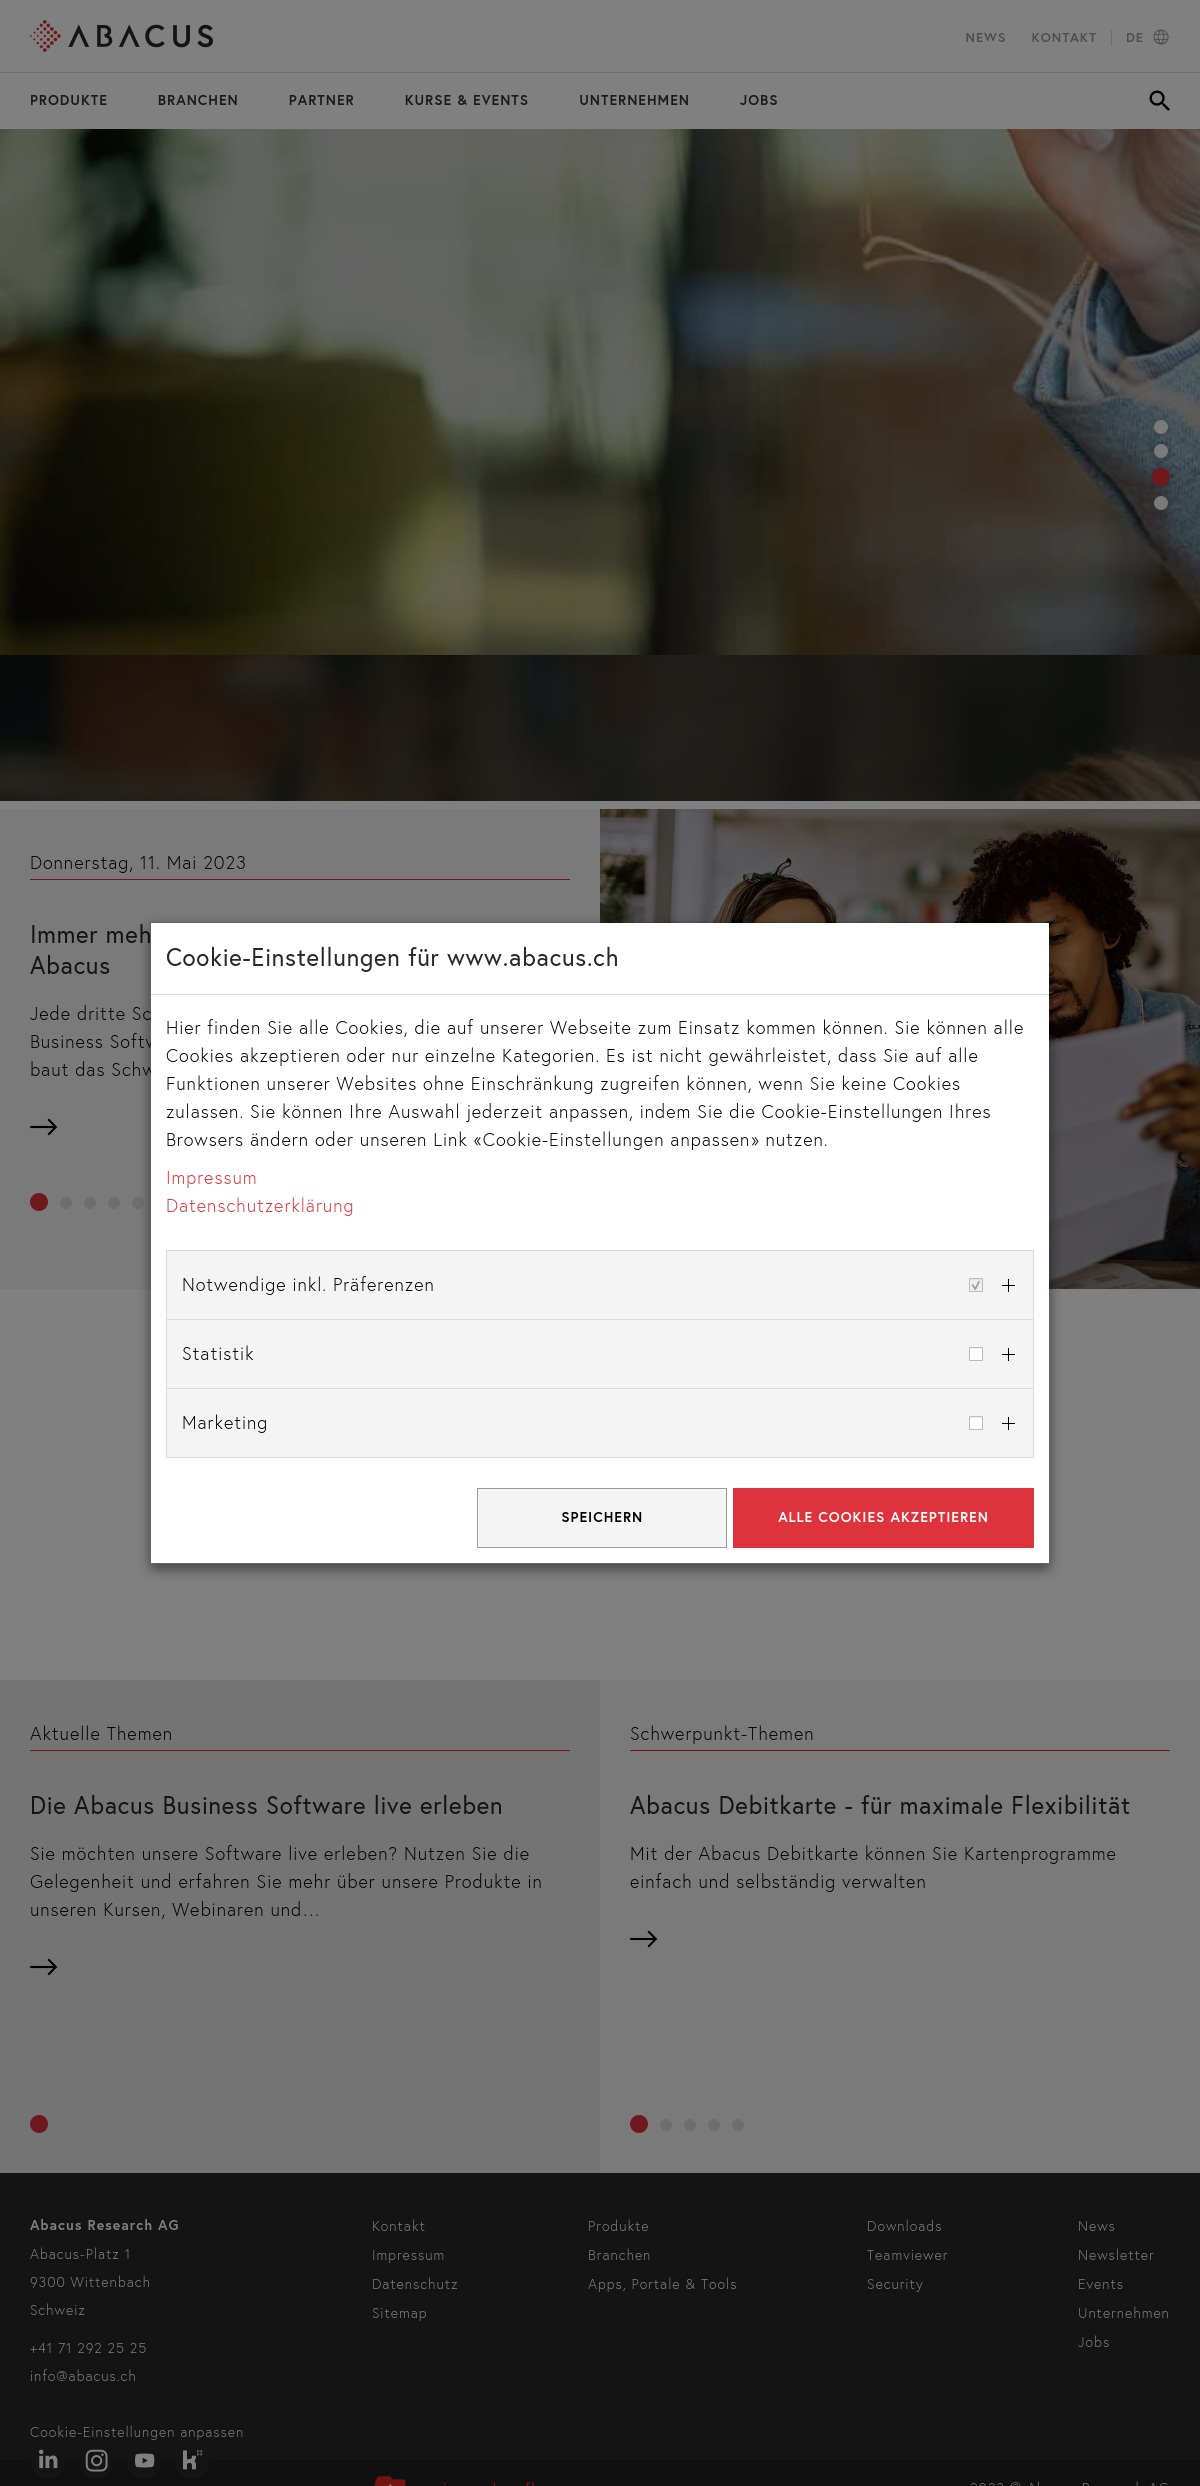 ABACUS
NEWS KONTAKT DE
PRODUKTE BRANCHEN PARTNER KURSE & EVENTS UNTERNEHMEN JOBS
Donnerstag, 11. Mai 2023
Immer
Abacus
Jede dritte
Business
baut das
Cookie-Einstellungen für www.abacus.ch
Hier finden Sie alle Cookies, die auf unserer Webseite zum Einsatz kommen können. Sie können alle
Cookies akzeptieren oder nur einzelne Kategorien. Es ist nicht gewährleistet, dass Sie auf alle
Funktionen unserer Websites ohne Einschränkung zugreifen können, wenn Sie keine Cookies
zulassen. Sie können Ihre Auswahl jederzeit anpassen, indem Sie die Cookie-Einstellungen Ihres
Browsers ändern oder unseren Link «Cookie-Einstellungen anpassen» nutzen.
Impressum
Datenschutzerklärung
Notwendige inkl. Präferenzen
Statistik
Marketing
SPEICHERN ALLE COOKIES AKZEPTIEREN
Aktuelle Themen
Die Abacus Business Software live erleben
Sie möchten unsere Software live erleben? Nutzen Sie die
Gelegenheit und erfahren Sie mehr über unsere Produkte in
unseren Kursen, Webinaren und...
Schwerpunkt-Themen
Abacus Debitkarte - für maximale Flexibilität
Mit der Abacus Debitkarte können Sie Kartenprogramme
einfach und selbständig verwalten
Abacus Research AG
Abacus-Platz 1
9300 Wittenbach
Schweiz
+41 71 292 25 25
info@abacus.ch
Cookie-Einstellungen anpassen
Kontakt
Impressum
Datenschutz
Sitemap
Produkte
Branchen
Apps, Portale & Tools
Downloads
Teamviewer
Security
News
Newsletter
Events
Unternehmen
Jobs